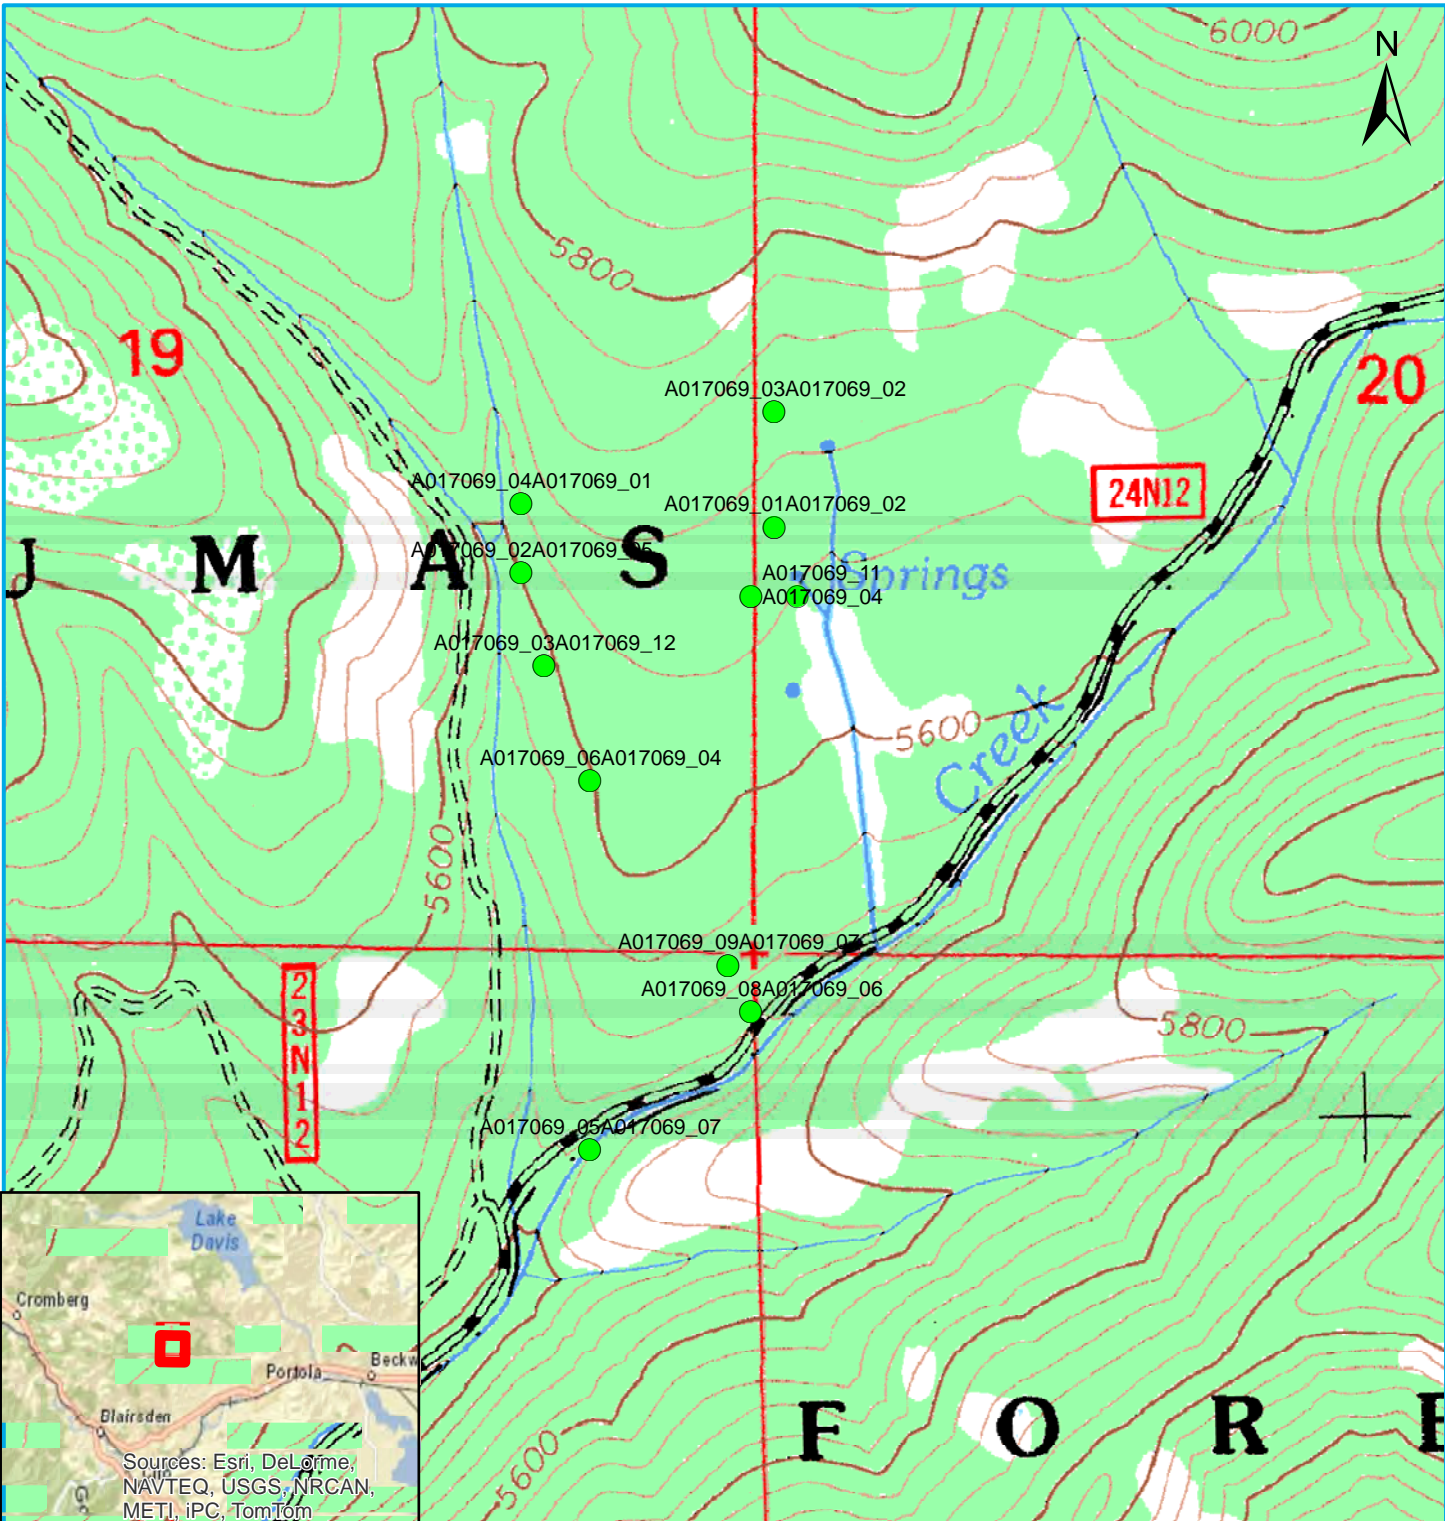 6000
N
5800
19
20
A017069_03A017069_02
24N12
A017069_04A017069_01
A017069_01A017069_02
J M A S
A017069_02A017069_05
Springs
A017069_11
A017069_04
A017069_03A017069_12
5600
Creek
A017069_06A017069_04
5600
A017069_09A017069_07
A017069_08A017069_06
23N12
5800
A017069_05A017069_07
Lake
Davis
Cromberg
Portola
Beckw
Blairsden
F O R E
5600
Sources: Esri, DeLorme,
NAVTEQ, USGS, NRCAN,
METI, iPC, TomTom